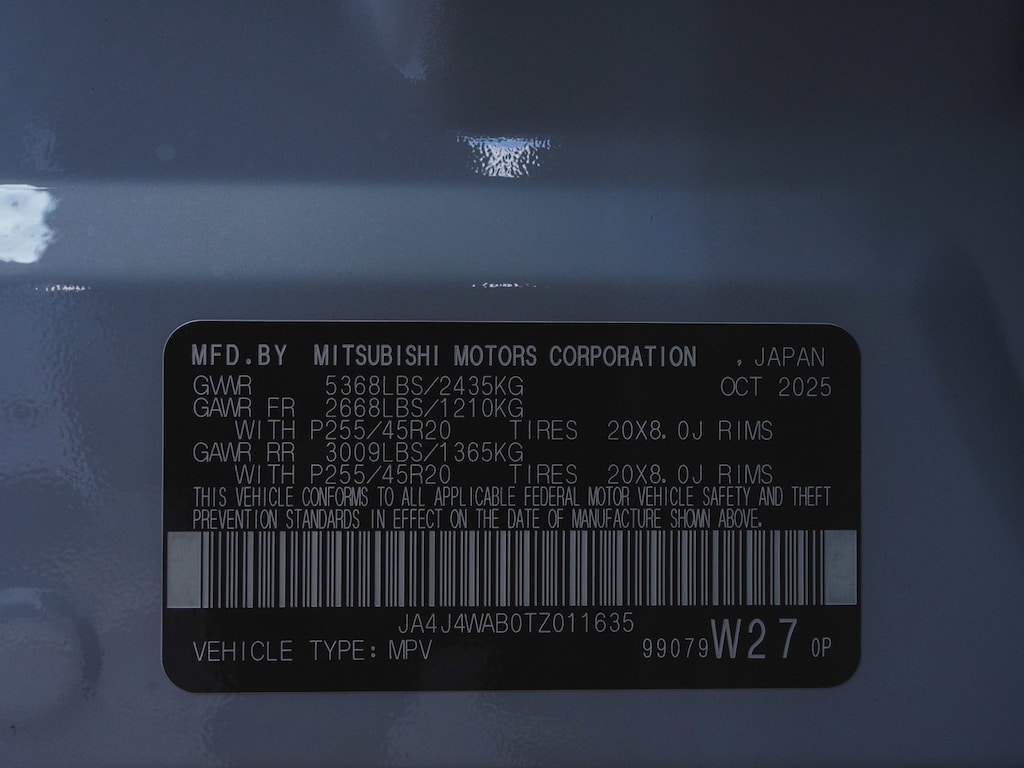 MFD.BY MITSUBISHI MOTORS CORPORATION , JAPAN
GVWR 5368LBS/2435KG OCT 2025
GAWR FR 2668LBS/1210KG
WITH P255/45R20 TIRES 20X8.0J RIMS
GAWR RR 3009LBS/1365KG
WITH P255/45R20 TIRES 20X8.0J RIMS
THIS VEHICLE CONFORMS TO ALL APPLICABLE FEDERAL MOTOR VEHICLE SAFETY AND THEFT
PREVENTION STANDARDS IN EFFECT ON THE DATE OF MANUFACTURE SHOWN ABOVE.
JA4J4WAB0TZ011635
VEHICLE TYPE: MPV 99079 W27 0P